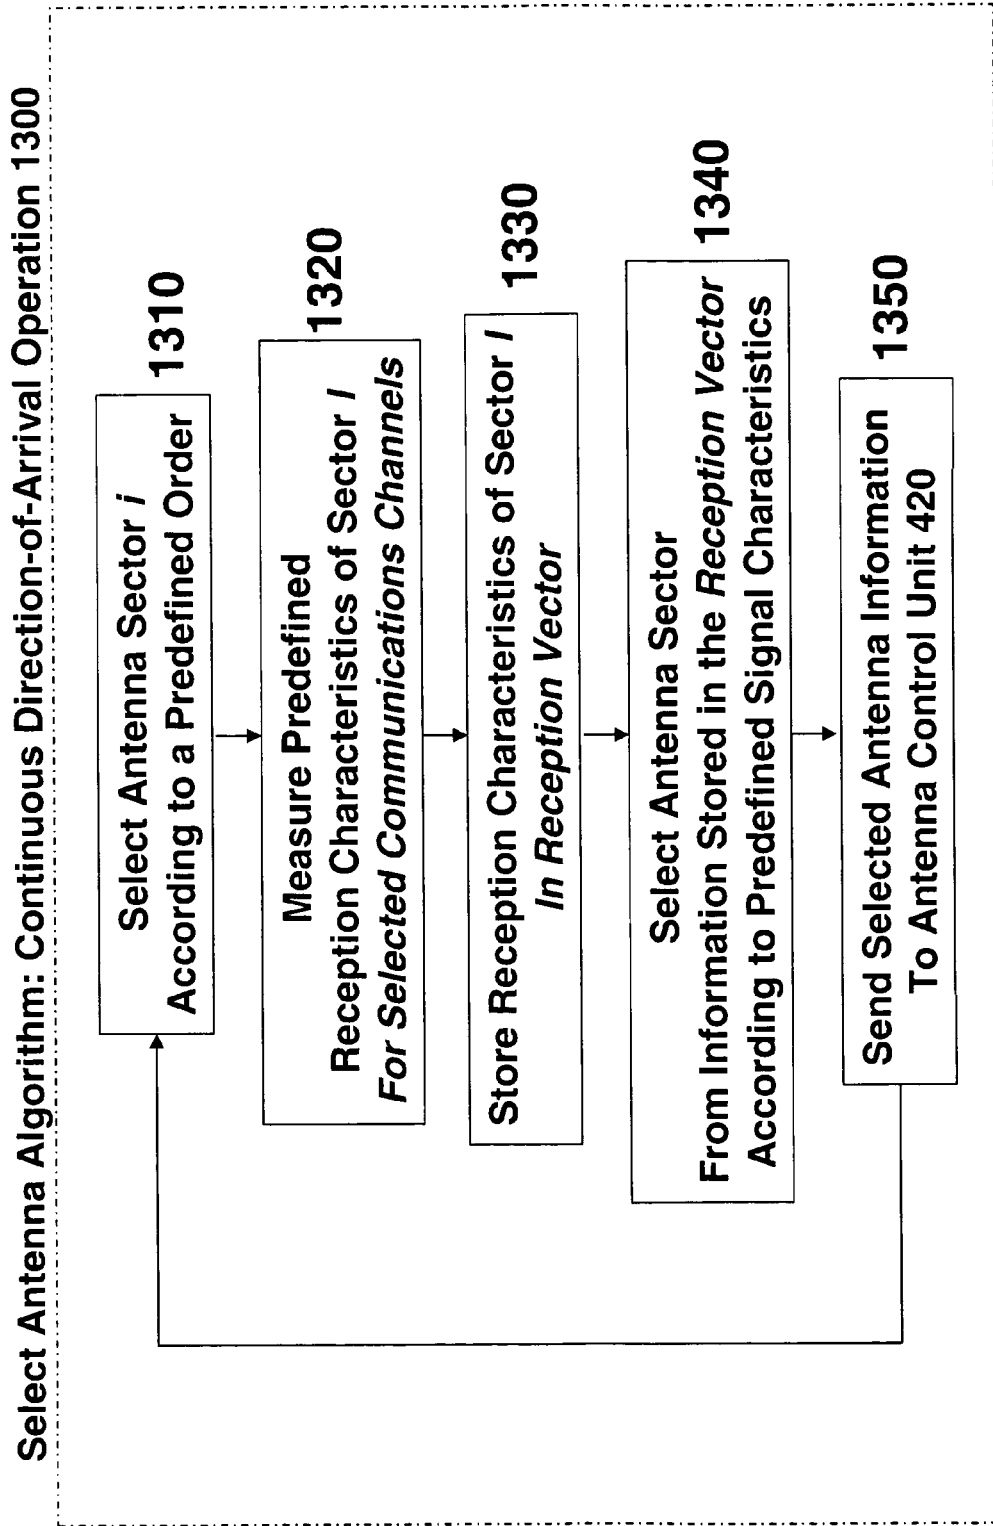 Select Antenna Algorithm: Continuous Direction-of-Arrival Operation 1300
Select Antenna Sector i
According to a Predefined Order
1310
Measure Predefined
Reception Characteristics of Sector I
For Selected Communications Channels
1320
Store Reception Characteristics of Sector I
In Reception Vector
1330
Select Antenna Sector
From Information Stored in the Reception Vector
According to Predefined Signal Characteristics
1340
Send Selected Antenna Information
To Antenna Control Unit 420
1350